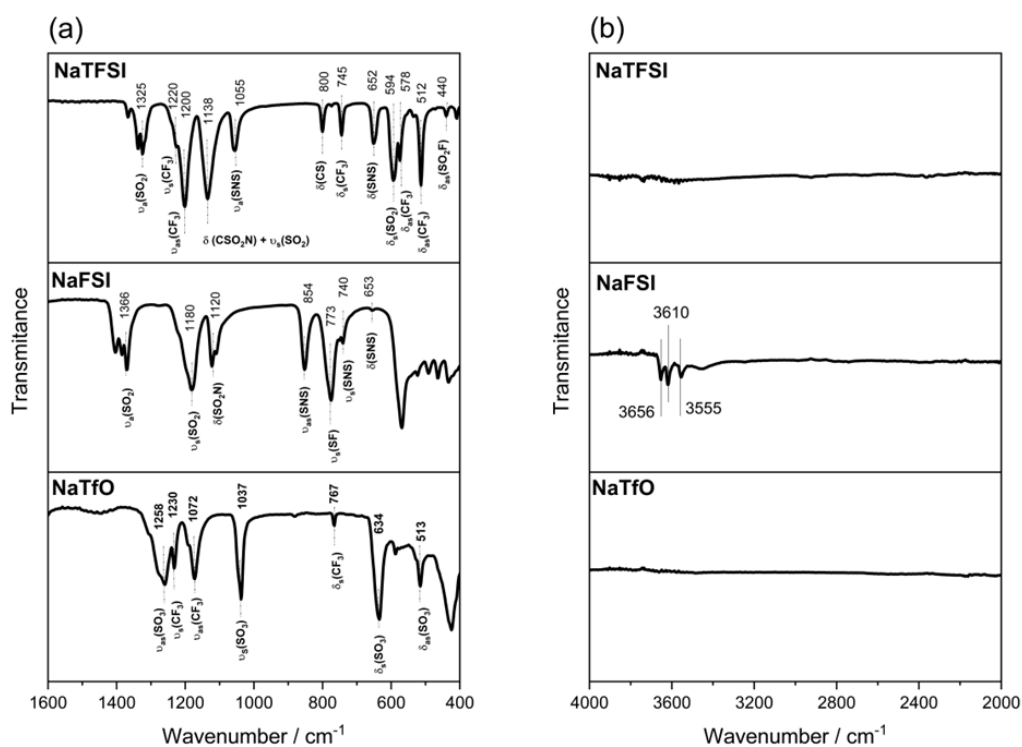 (a)
NaTFSI
1325
1220
1200
1138
1055
800
745
652
594
578
512
440
υₐ(SO₂)
υₛ(CF₃)
υₐₛ(CF₃)
δ (CSO₂N) + υₛ(SO₂)
υₐ(SNS)
δ(CS)
δₛ(CF₃)
δ(SNS)
δₛ(SO₂)
δₐₛ(CF₃)
δₐₛ(CF₃)
δₐₛ(SO₂F)
NaFSI
1366
1180
1120
854
773
740
653
υₐ(SO₂)
υₛ(SO₂)
δ(SO₂N)
υₐₛ(SNS)
υₛ(SF)
υₛ(SNS)
δ(SNS)
NaTfO
1258
1230
1072
1037
767
634
513
υₐₛ(SO₃)
υₛ(CF₃)
υₐₛ(CF₃)
υS(SO₃)
δₛ(CF₃)
δₛ(SO₃)
δₐₛ(SO₃)
Transmitance
1600 1400 1200 1000 800 600 400
Wavenumber / cm⁻¹
(b)
NaTFSI
NaFSI
3610
3656
3555
NaTfO
Transmitance
4000 3600 3200 2800 2400 2000
Wavenumber / cm⁻¹